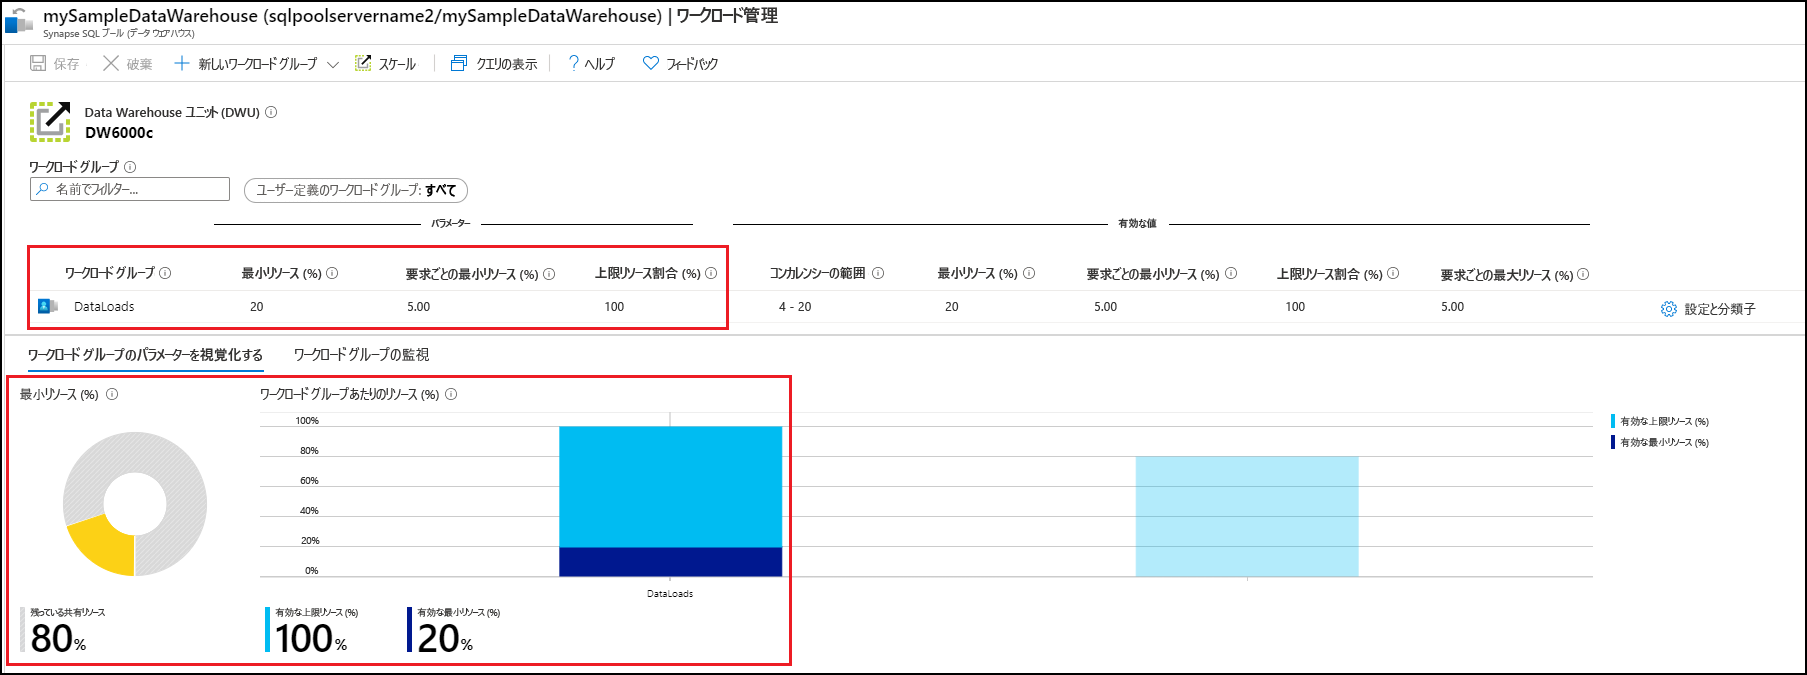 mySampleDataWarehouse (sqlpoolservername2/mySampleDataWarehouse) | ワークロード管理
Synapse SQL プール (データ ウェアハウス)
保存 破棄 新しいワークロード グループ スケール クエリの表示 ヘルプ フィードバック
Data Warehouse ユニット (DWU)
DW6000c
ワークロード グループ
名前でフィルター...
ユーザー定義のワークロード グループ: すべて
パラメーター 有効な値
ワークロード グループ 最小リソース (%) 要求ごとの最小リソース (%) 上限リソース割合 (%) コンカレンシーの範囲 最小リソース (%) 要求ごとの最小リソース (%) 上限リソース割合 (%) 要求ごとの最大リソース (%)
DataLoads 20 5.00 100 4 - 20 20 5.00 100 5.00 設定と分類子
ワークロード グループのパラメーターを視覚化する ワークロード グループの監視
最小リソース (%) ワークロード グループあたりのリソース (%)
100%
80%
60%
40%
20%
0%
DataLoads
有効な上限リソース (%)
有効な最小リソース (%)
残っている共有リソース
80%
有効な上限リソース (%)
100%
有効な最小リソース (%)
20%